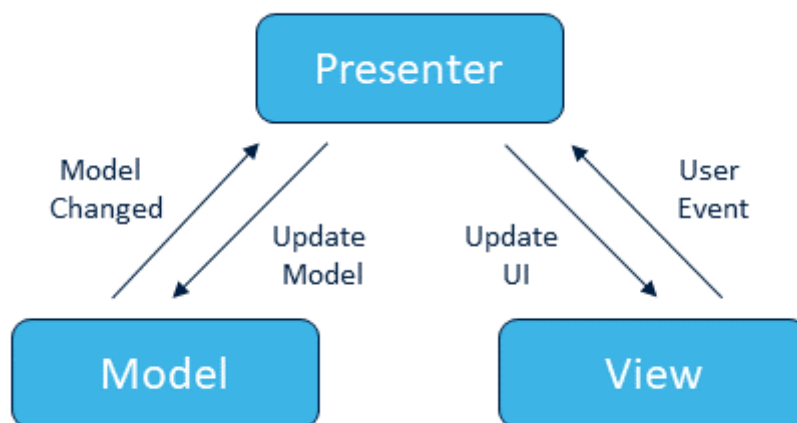 Presenter
Model
Changed
Update
Model
Update
UI
User
Event
Model
View